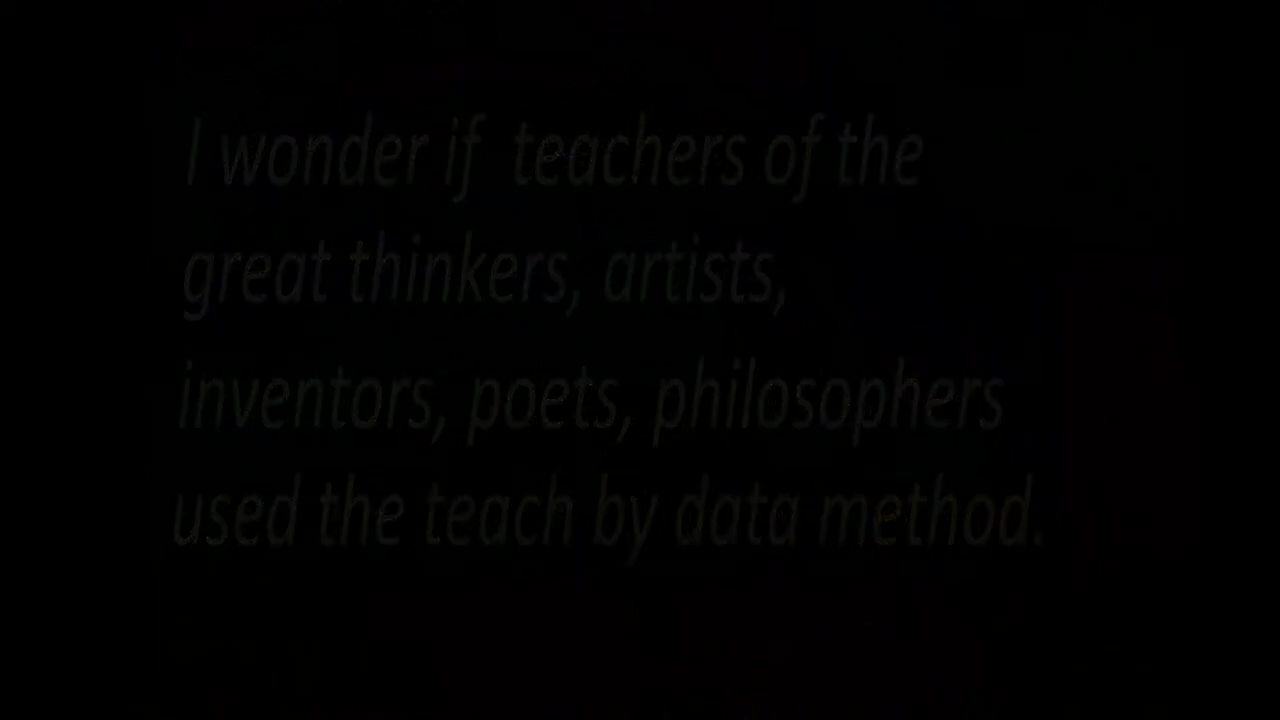 I wonder if teachers of the
great thinkers, artists,
inventors, poets, philosophers
used the teach by data method.